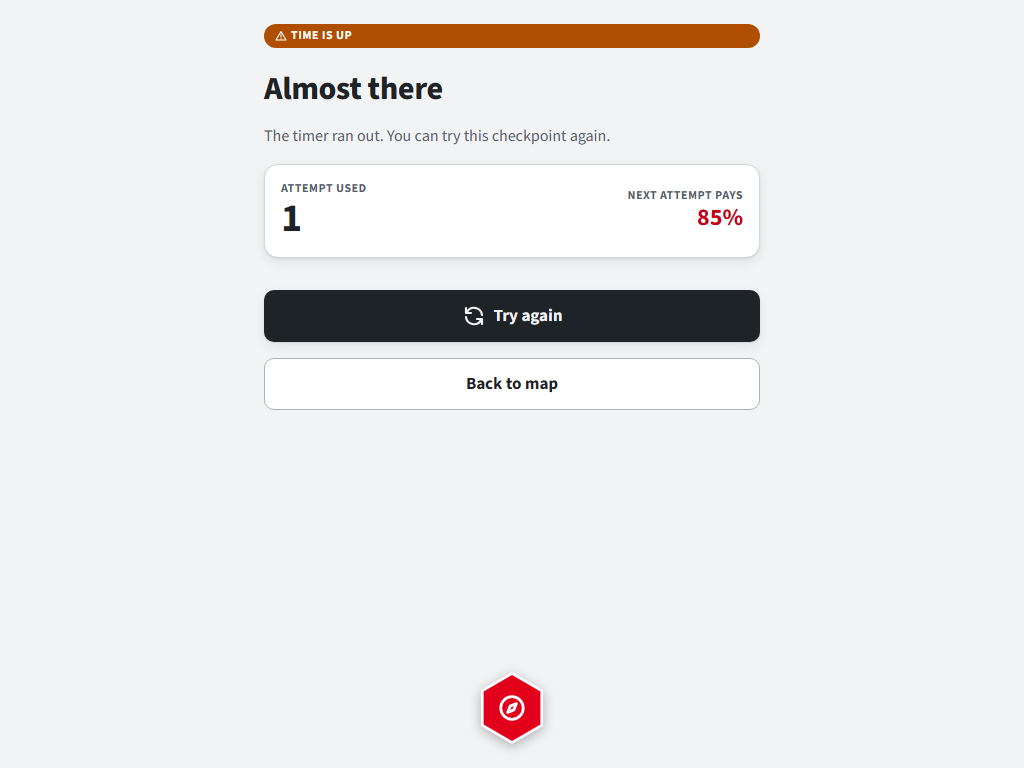 TIME IS UP
Almost there
The timer ran out. You can try this checkpoint again.
ATTEMPT USED
1
NEXT ATTEMPT PAYS
85%
Try again
Back to map